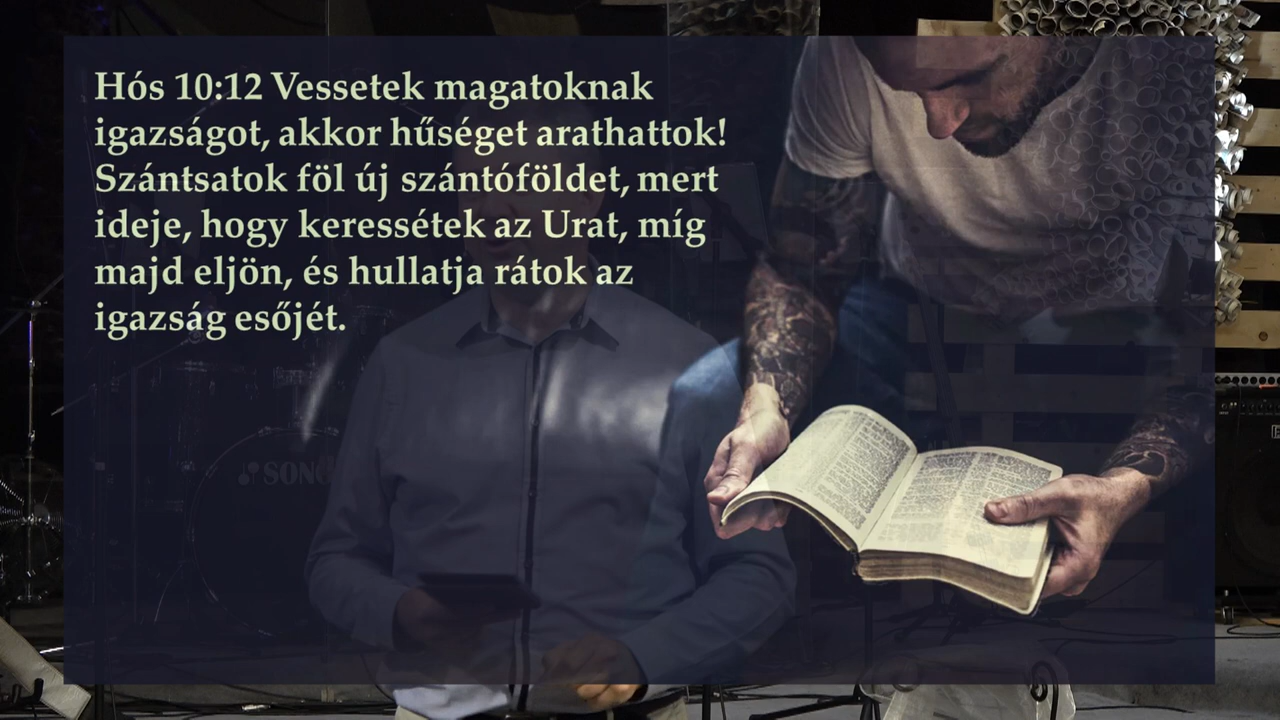 Hós 10:12 Vessetek magatoknak
igazságot, akkor hűséget arathattok!
Szántsatok föl új szántóföldet, mert
ideje, hogy keressétek az Urat, míg
majd eljön, és hullatja rátok az
igazság esőjét.